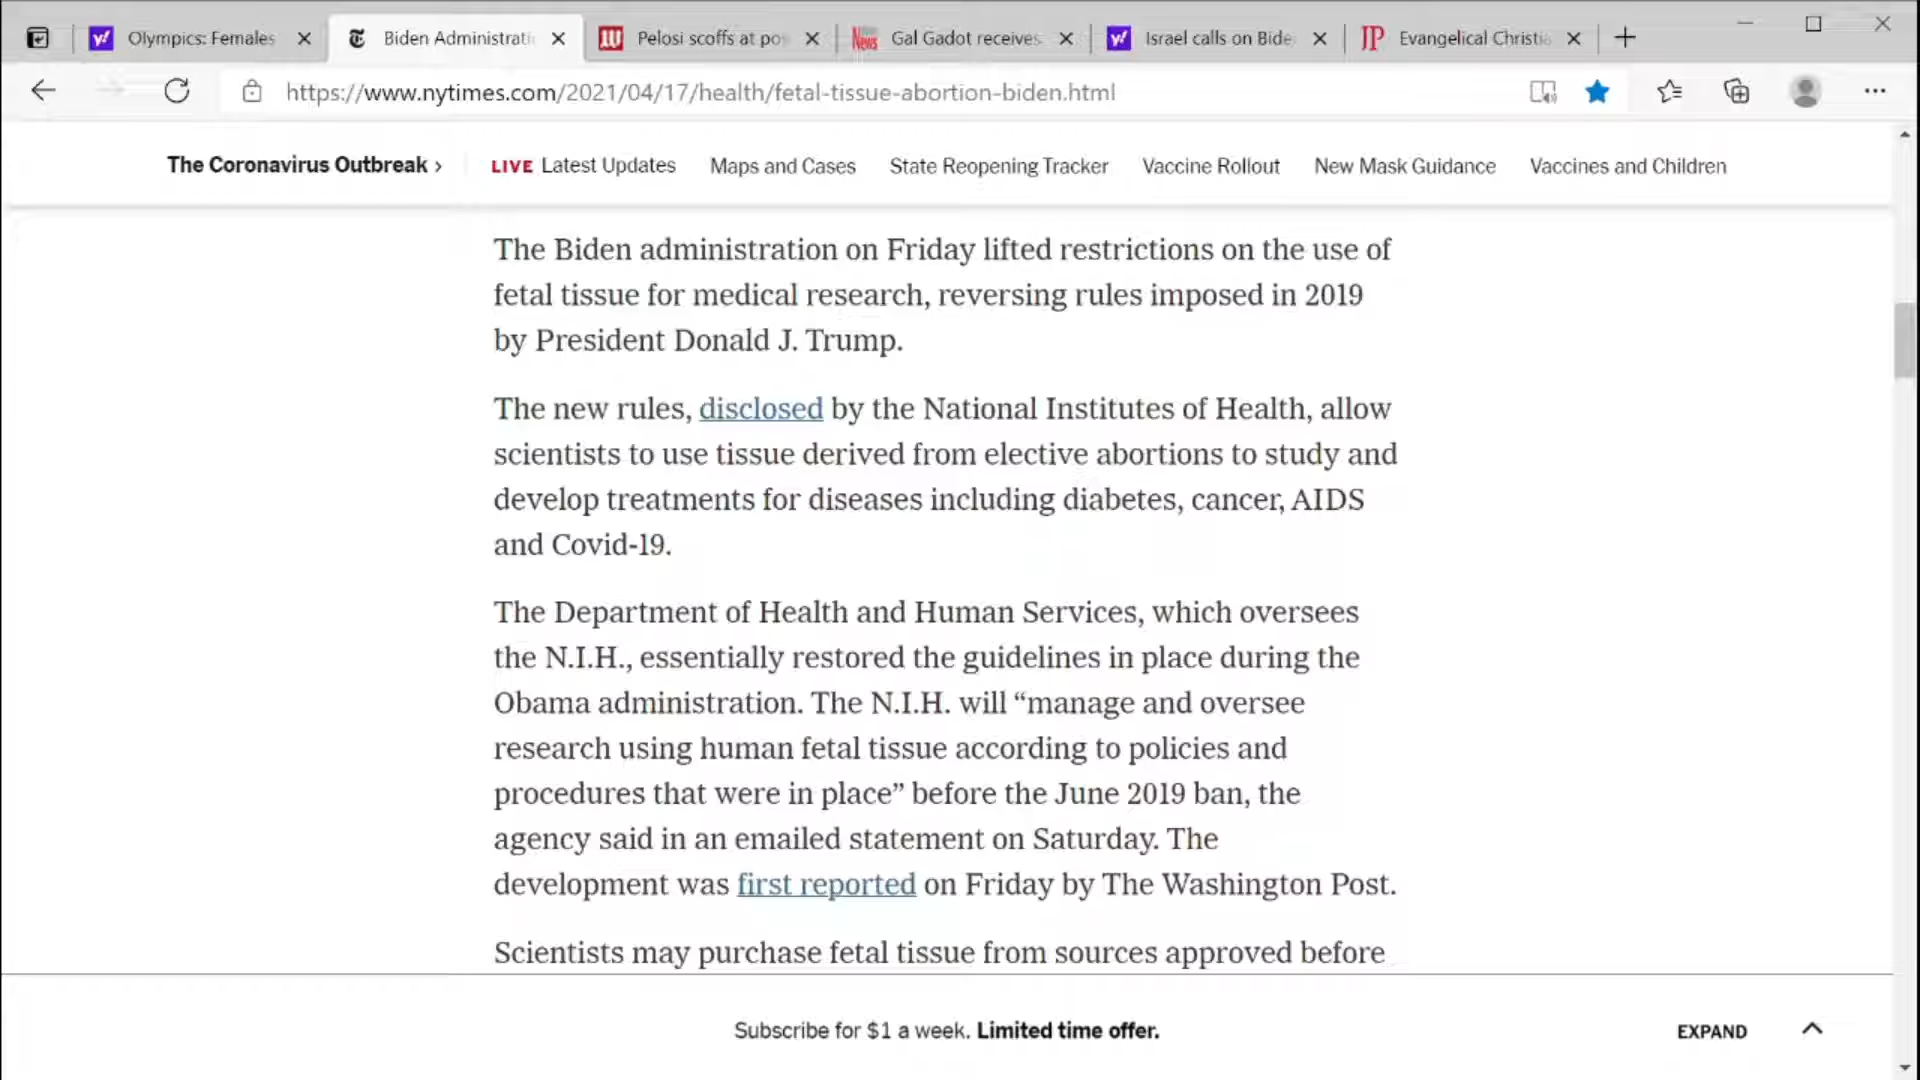 Olympics: Females
Biden Administrati
Pelosi scoffs at po
News
Gal Gadot receives
Israel calls on Bide
JP
Evangelical Christia
https://www.nytimes.com/2021/04/17/health/fetal-tissue-abortion-biden.html
The Coronavirus Outbreak ›
LIVE Latest Updates
Maps and Cases
State Reopening Tracker
Vaccine Rollout
New Mask Guidance
Vaccines and Children
The Biden administration on Friday lifted restrictions on the use of
fetal tissue for medical research, reversing rules imposed in 2019
by President Donald J. Trump.
The new rules, disclosed by the National Institutes of Health, allow
scientists to use tissue derived from elective abortions to study and
develop treatments for diseases including diabetes, cancer, AIDS
and Covid-19.
The Department of Health and Human Services, which oversees
the N.I.H., essentially restored the guidelines in place during the
Obama administration. The N.I.H. will “manage and oversee
research using human fetal tissue according to policies and
procedures that were in place” before the June 2019 ban, the
agency said in an emailed statement on Saturday. The
development was first reported on Friday by The Washington Post.
Scientists may purchase fetal tissue from sources approved before
Subscribe for $1 a week. Limited time offer.
EXPAND